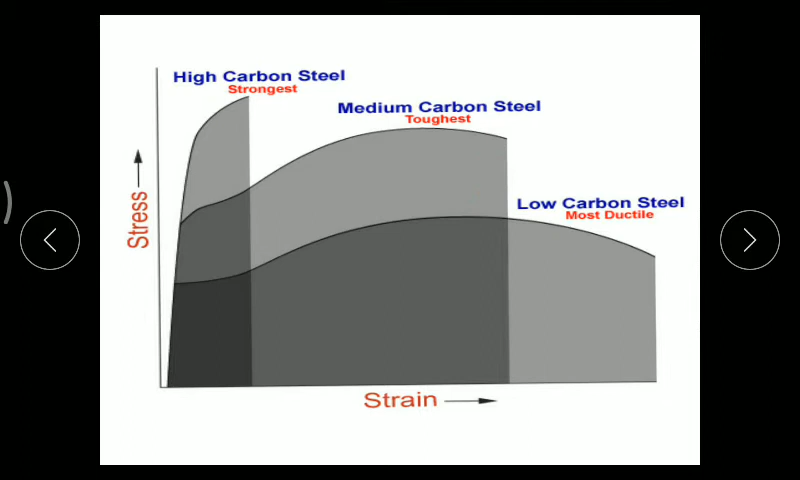 High Carbon Steel
Strongest
Medium Carbon Steel
Toughest
Low Carbon Steel
Most Ductile
Stress
Strain